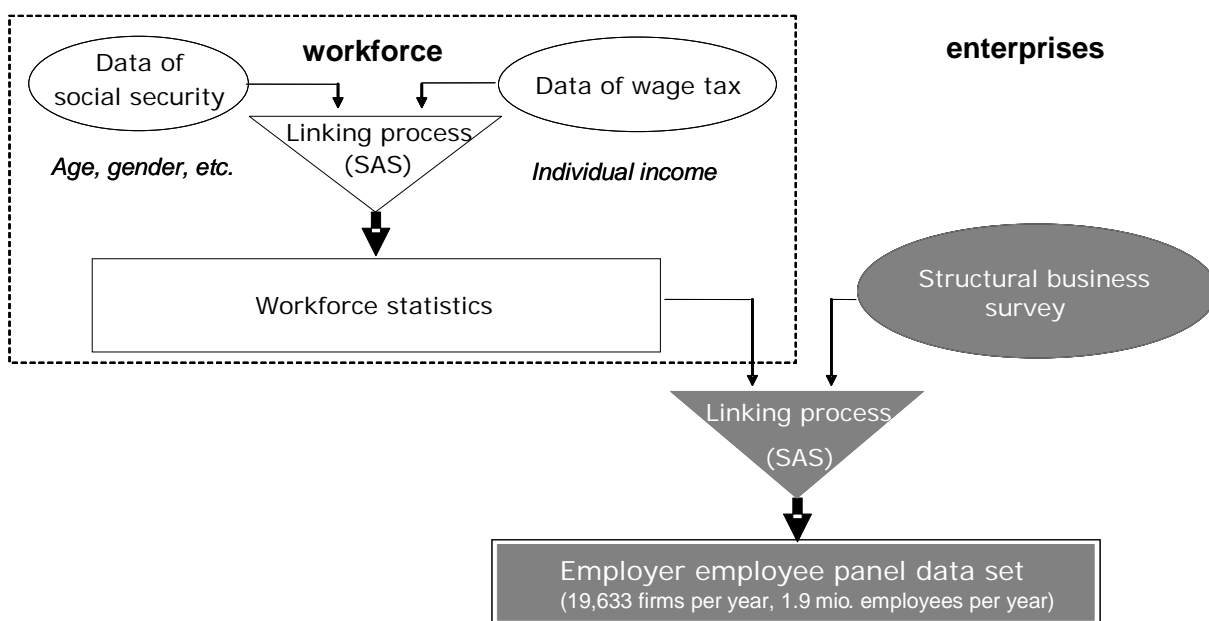 workforce
enterprises
Data of
social security
Data of wage tax
Linking process
(SAS)
Age, gender, etc.
Individual income
Workforce statistics
Structural business
survey
Linking process
(SAS)
Employer employee panel data set
(19,633 firms per year, 1.9 mio. employees per year)